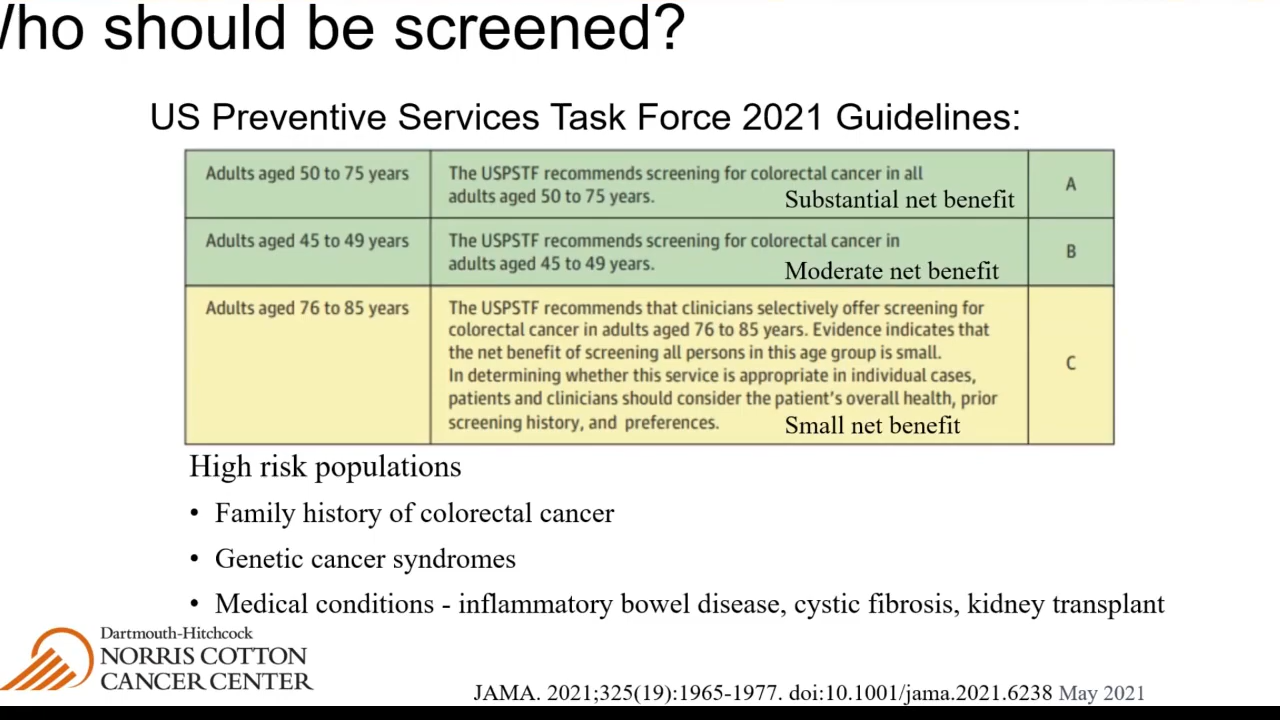 Who should be screened?
US Preventive Services Task Force 2021 Guidelines:
Adults aged 50 to 75 years
The USPSTF recommends screening for colorectal cancer in all
adults aged 50 to 75 years.
Substantial net benefit
A
Adults aged 45 to 49 years
The USPSTF recommends screening for colorectal cancer in
adults aged 45 to 49 years.
Moderate net benefit
B
Adults aged 76 to 85 years
The USPSTF recommends that clinicians selectively offer screening for
colorectal cancer in adults aged 76 to 85 years. Evidence indicates that
the net benefit of screening all persons in this age group is small.
In determining whether this service is appropriate in individual cases,
patients and clinicians should consider the patient's overall health, prior
screening history, and preferences.
Small net benefit
C
High risk populations
• Family history of colorectal cancer
• Genetic cancer syndromes
• Medical conditions - inflammatory bowel disease, cystic fibrosis, kidney transplant
Dartmouth-Hitchcock
NORRIS COTTON
CANCER CENTER
JAMA. 2021;325(19):1965-1977. doi:10.1001/jama.2021.6238 May 2021